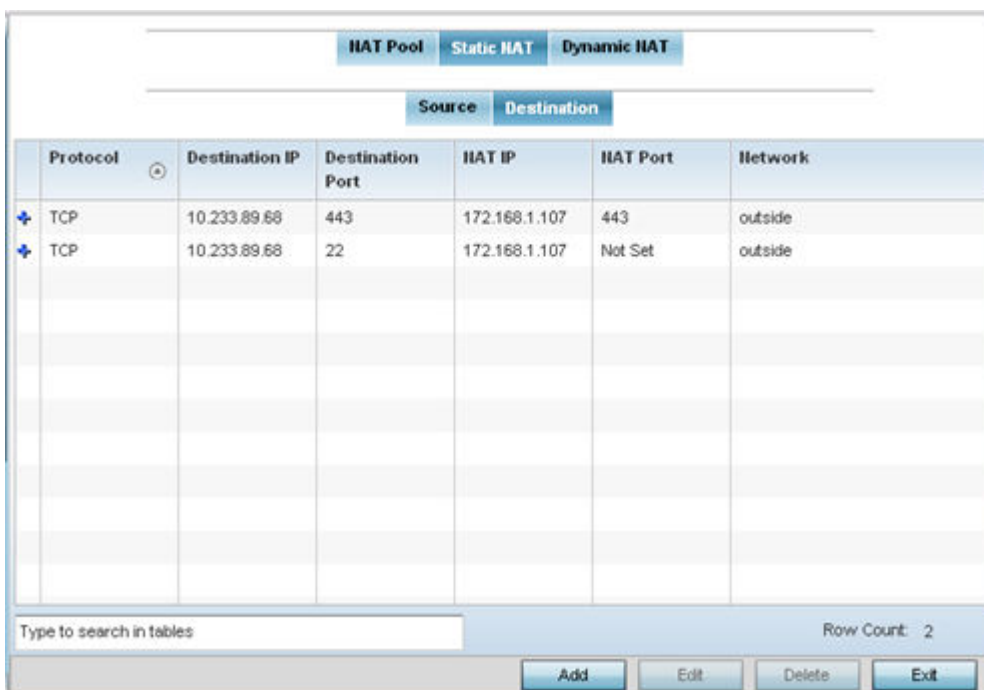 NAT Pool Static NAT Dynamic NAT
Source Destination
Protocol Destination IP Destination Port NAT IP NAT Port Network
TCP 10.233.89.68 443 172.168.1.107 443 outside
TCP 10.233.89.68 22 172.168.1.107 Not Set outside
Type to search in tables Row Count: 2
Add Edit Delete Exit